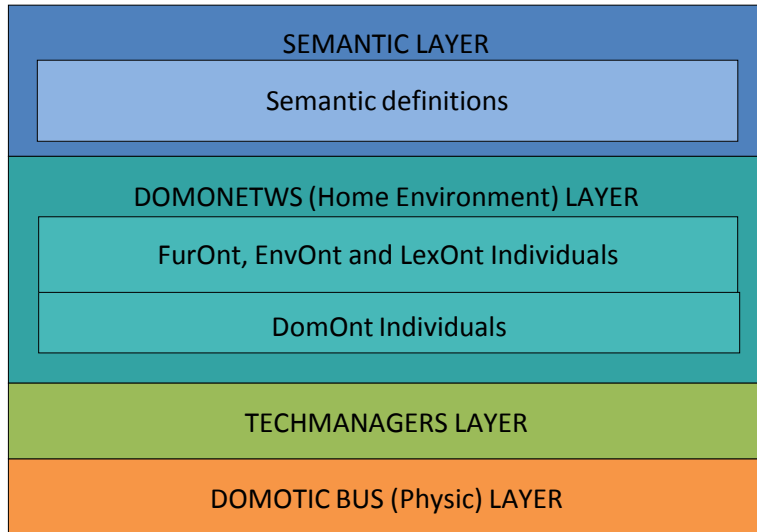 SEMANTIC LAYER
Semantic definitions
DOMONETWS (Home Environment) LAYER
FurOnt, EnvOnt and LexOnt Individuals
DomOnt Individuals
TECHMANAGERS LAYER
DOMOTIC BUS (Physic) LAYER